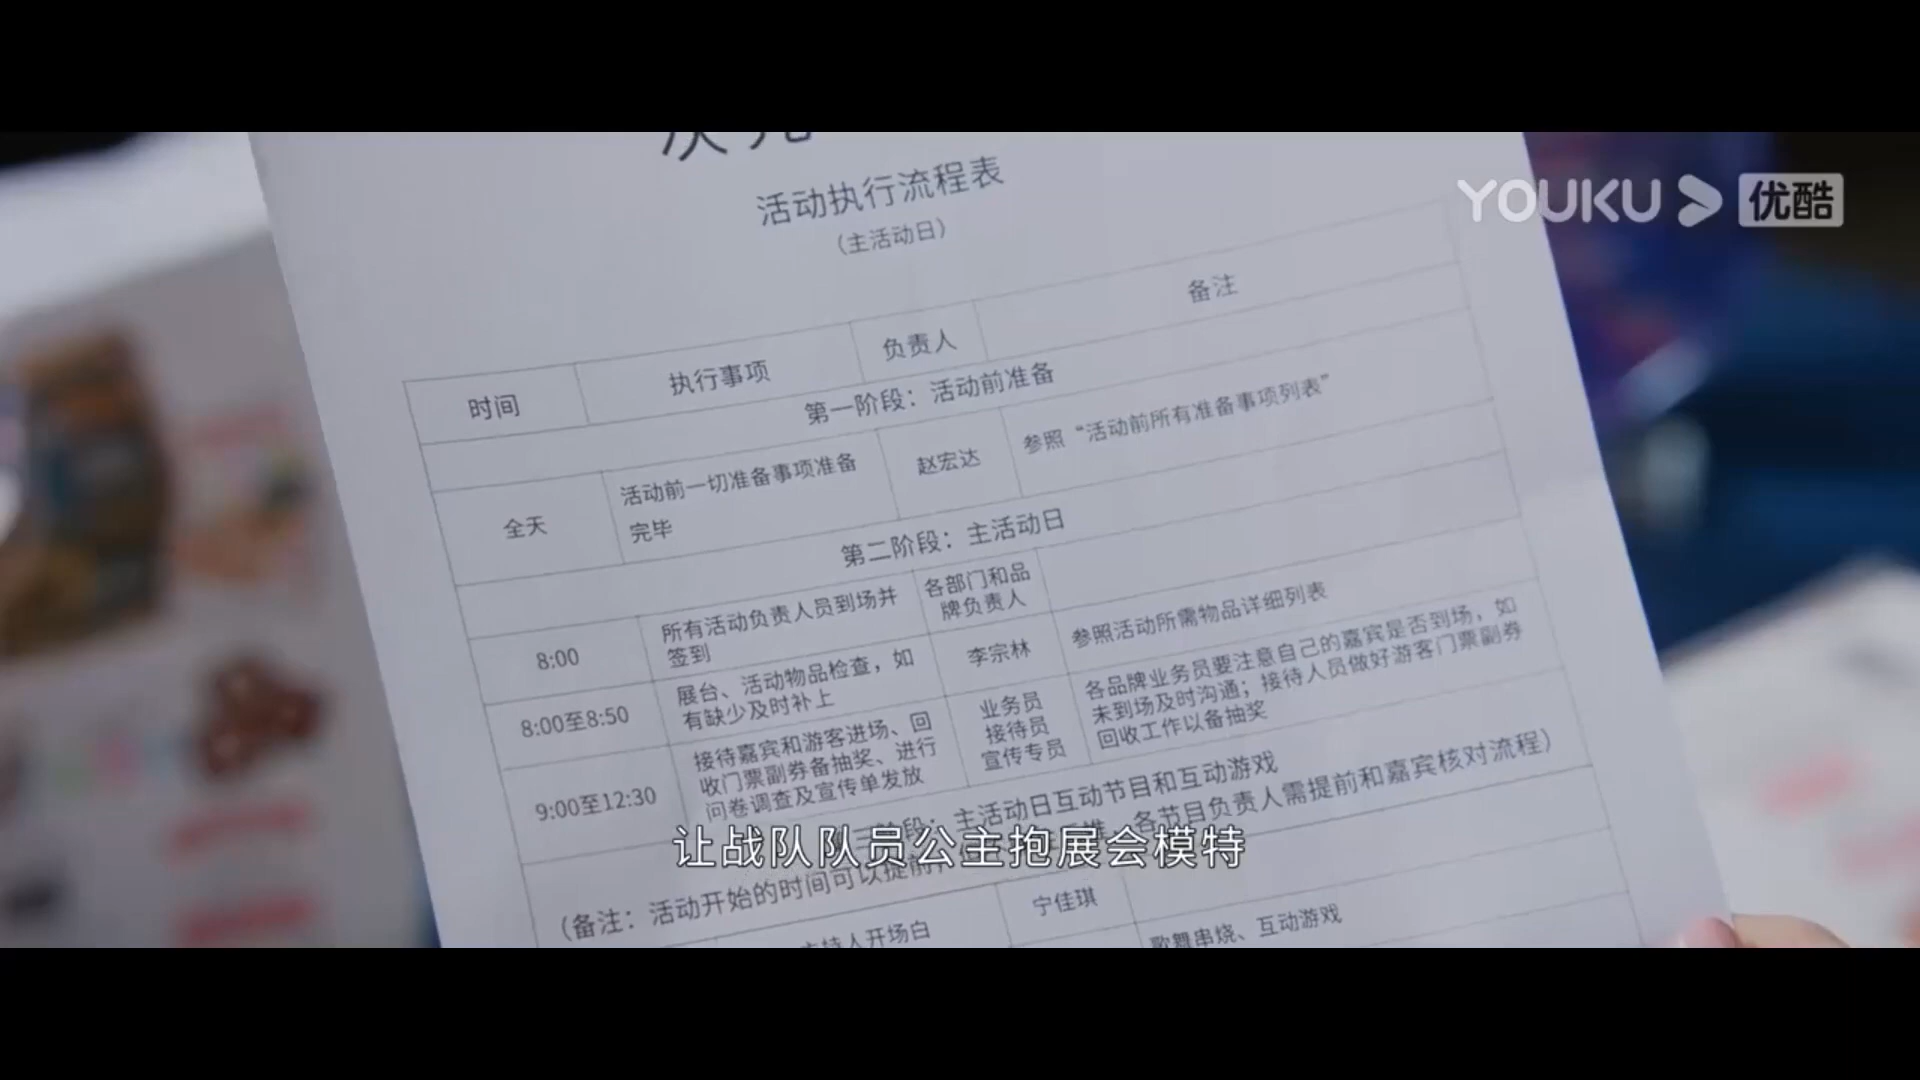 YOUKU 优酷
活动执行流程表
（主活动日）
时间 执行事项 负责人 备注
第一阶段：活动前准备
全天 活动前一切准备事项准备 赵宏达 参照“活动前所有准备事项列表”
完毕
第二阶段：主活动日
8:00 所有活动负责人员到场并 各部门和品
签到 牌负责人
8:00至8:50 展台、活动物品检查，如 李宗林 参照活动所需物品详细列表
有缺少及时补上
9:00至12:30 接待嘉宾和游客进场、回 业务员 各品牌业务员要注意自己的嘉宾是否到场，如
收门票副券备抽奖、进行 接待员 未到场及时沟通；接待人员做好游客门票副券
问卷调查及宣传单发放 宣传专员 回收工作以备抽奖
阶段：主活动日互动节目和互动游戏
（备注：活动开始的时间可以提前，各节目负责人需提前和嘉宾核对流程）
主持人开场白 宁佳琪
歌舞串烧、互动游戏
让战队队员公主抱展会模特